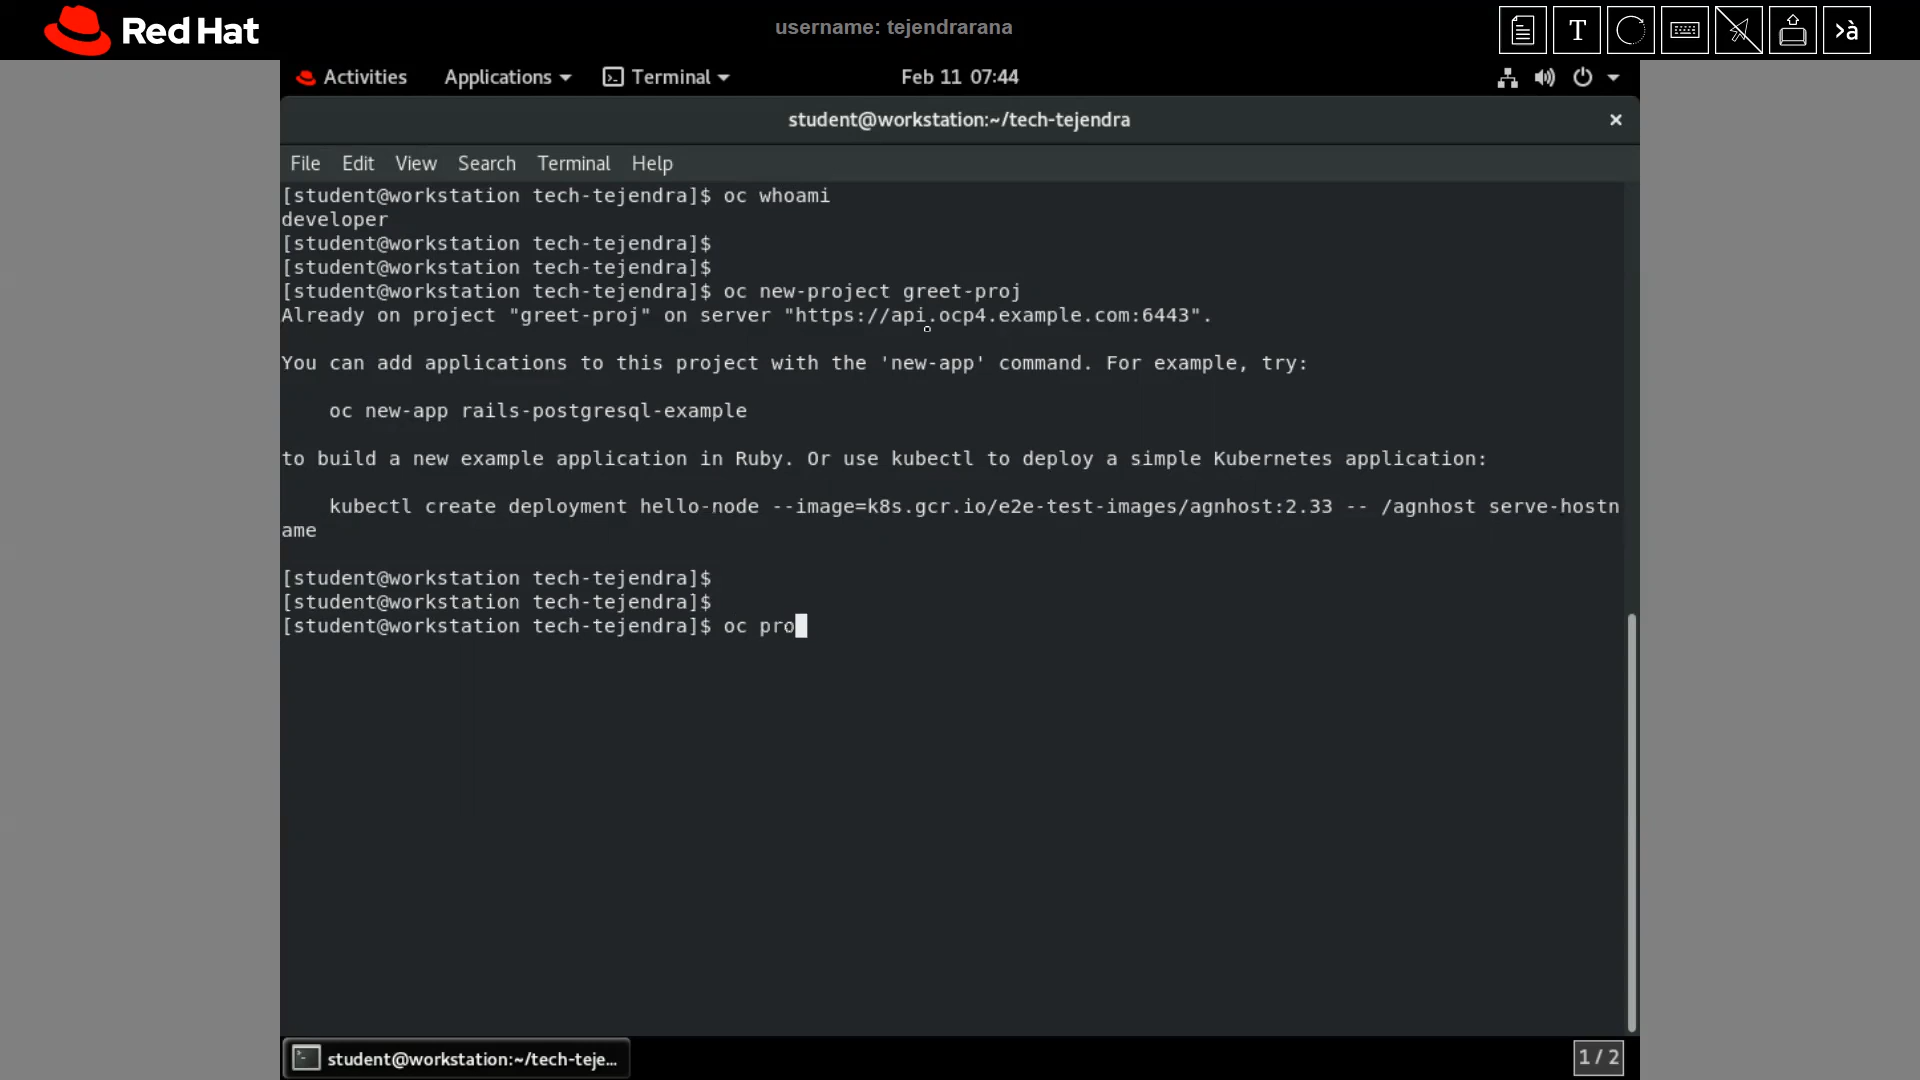 Red Hat
username: tejendrarana
T
>à
Activities Applications Terminal Feb 11 07:44
student@workstation:~/tech-tejendra ×
File Edit View Search Terminal Help
[student@workstation tech-tejendra]$ oc whoami
developer
[student@workstation tech-tejendra]$
[student@workstation tech-tejendra]$
[student@workstation tech-tejendra]$ oc new-project greet-proj
Already on project "greet-proj" on server "https://api.ocp4.example.com:6443".
You can add applications to this project with the 'new-app' command. For example, try:
oc new-app rails-postgresql-example
to build a new example application in Ruby. Or use kubectl to deploy a simple Kubernetes application:
kubectl create deployment hello-node --image=k8s.gcr.io/e2e-test-images/agnhost:2.33 -- /agnhost serve-hostn
ame
[student@workstation tech-tejendra]$
[student@workstation tech-tejendra]$
[student@workstation tech-tejendra]$ oc pro
student@workstation:~/tech-teje...
1 / 2